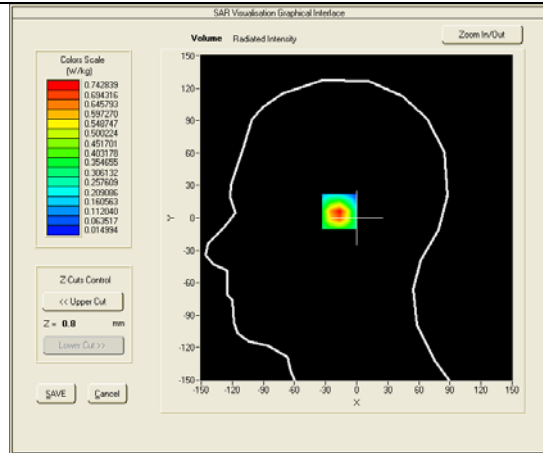 SAR Visualisation Graphical Interface
Volume Radiated Intensity
Zoom In/Out
Colors Scale
(W/kg)
0.742839
0.694316
0.645793
0.597270
0.548747
0.500224
0.451701
0.403178
0.354655
0.306132
0.257609
0.209086
0.160563
0.112040
0.063517
0.014994
Z-Cuts Control
<< Upper Cut
Z = 0.0 mm
Lower Cut >>
SAVE Cancel
Y
150
120
90
60
30
0
-30
-60
-90
-120
-150
-150 -120 -90 -60 -30 0 30 60 90 120 150
X